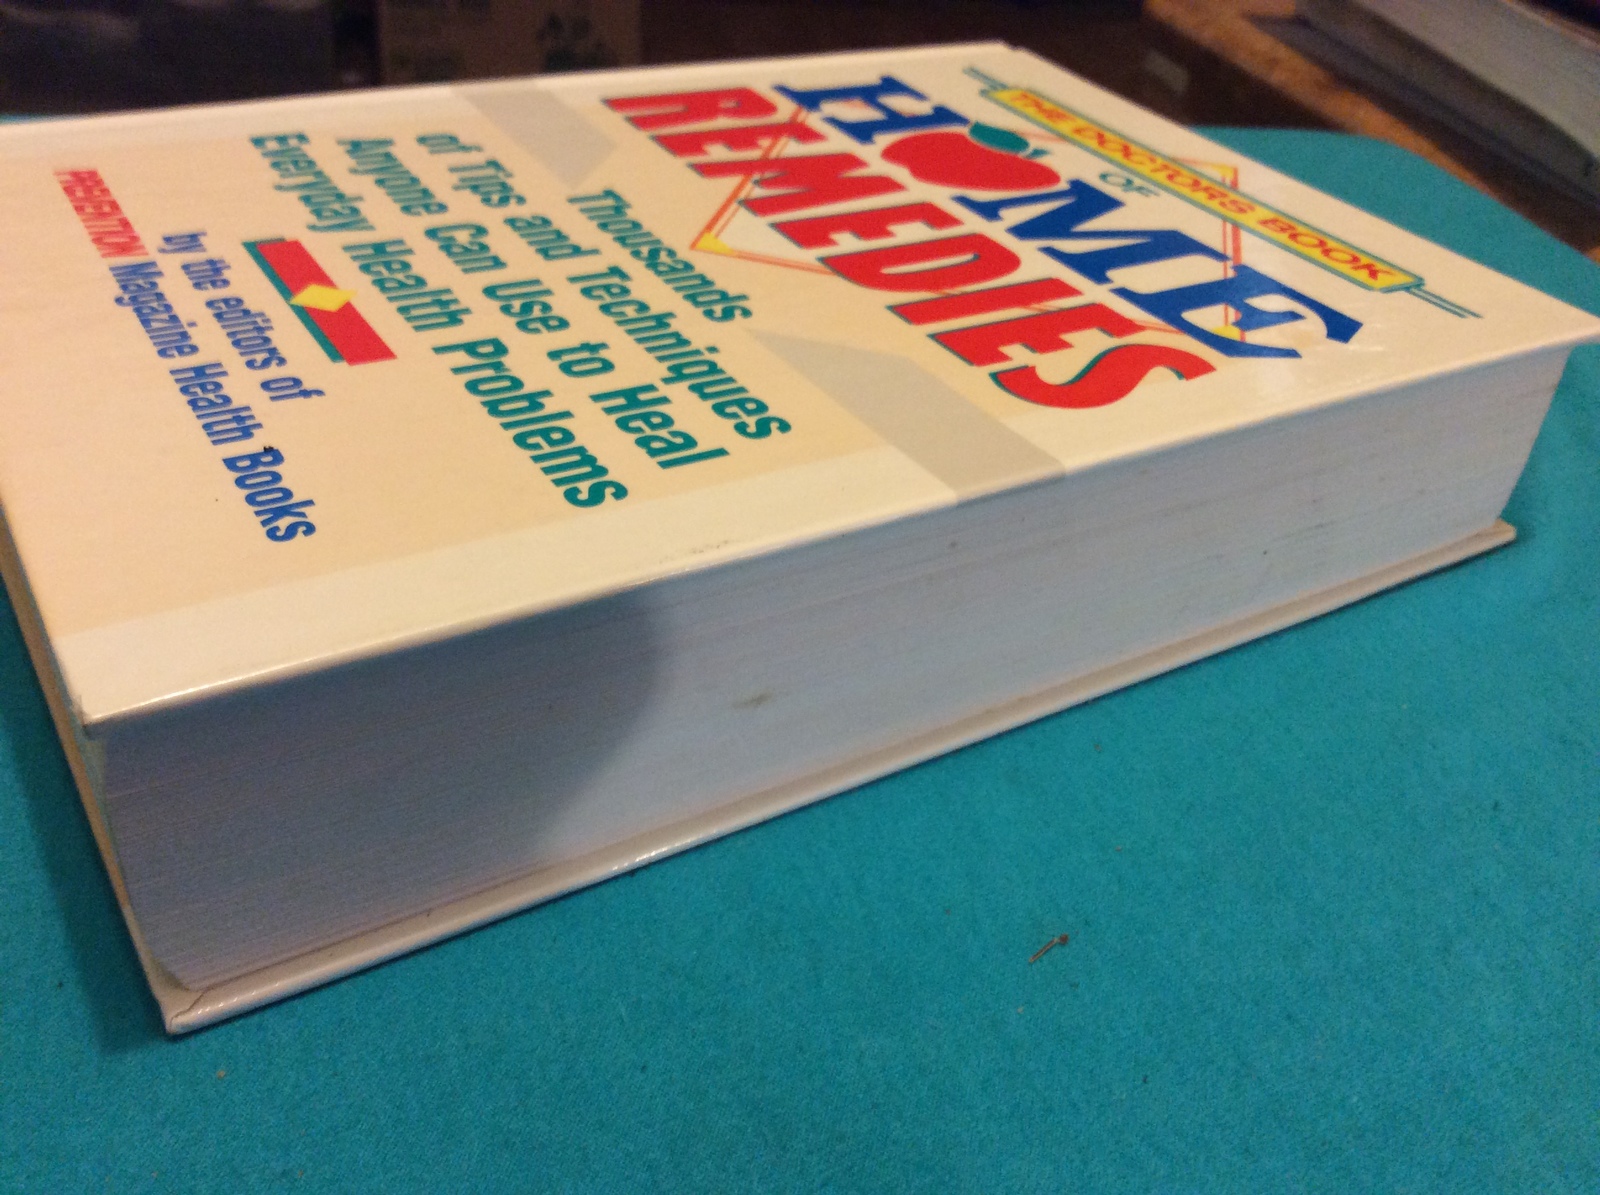 THE DOCTORS BOOK
OF
HOME
REMEDIES
Thousands
of Tips and Techniques
Anyone Can Use to Heal
Everyday Health Problems
by the editors of
PREVENTION Magazine Health Books